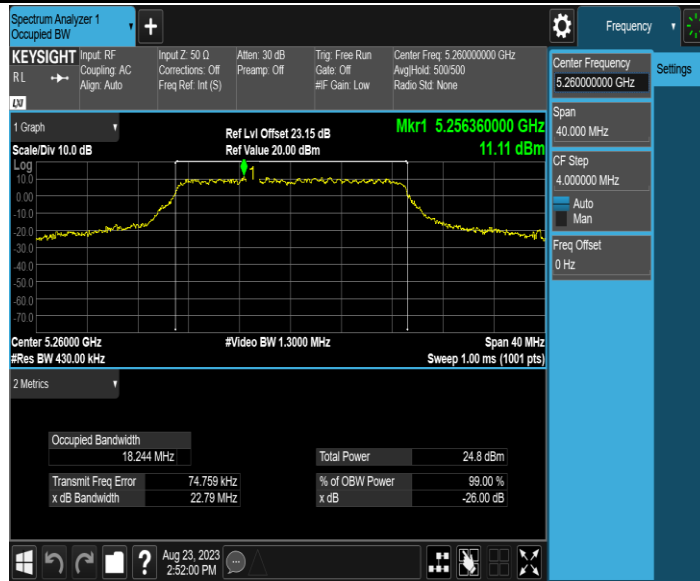 Spectrum Analyzer 1
Occupied BW
+
Frequency
KEYSIGHT
RL
LXI
Input: RF
Coupling: AC
Align: Auto
Input Z: 50 Ω
Corrections: Off
Freq Ref: Int (S)
Atten: 30 dB
Preamp: Off
Trig: Free Run
Gate: Off
#IF Gain: Low
Center Freq: 5.260000000 GHz
Avg|Hold: 500/500
Radio Std: None
Center Frequency
5.260000000 GHz
Settings
Span
40.000 MHz
CF Step
4.000000 MHz
Auto
Man
Freq Offset
0 Hz
1 Graph
Scale/Div 10.0 dB
Ref Lvl Offset 23.15 dB
Ref Value 20.00 dBm
Mkr1 5.256360000 GHz
11.11 dBm
Log
10.0
0.00
-10.0
-20.0
-30.0
-40.0
-50.0
-60.0
-70.0
1
Center 5.26000 GHz
#Res BW 430.00 kHz
#Video BW 1.3000 MHz
Span 40 MHz
Sweep 1.00 ms (1001 pts)
2 Metrics
Occupied Bandwidth
18.244 MHz
Total Power 24.8 dBm
Transmit Freq Error 74.759 kHz
% of OBW Power 99.00 %
x dB Bandwidth 22.79 MHz
x dB -26.00 dB
?
Aug 23, 2023
2:52:00 PM